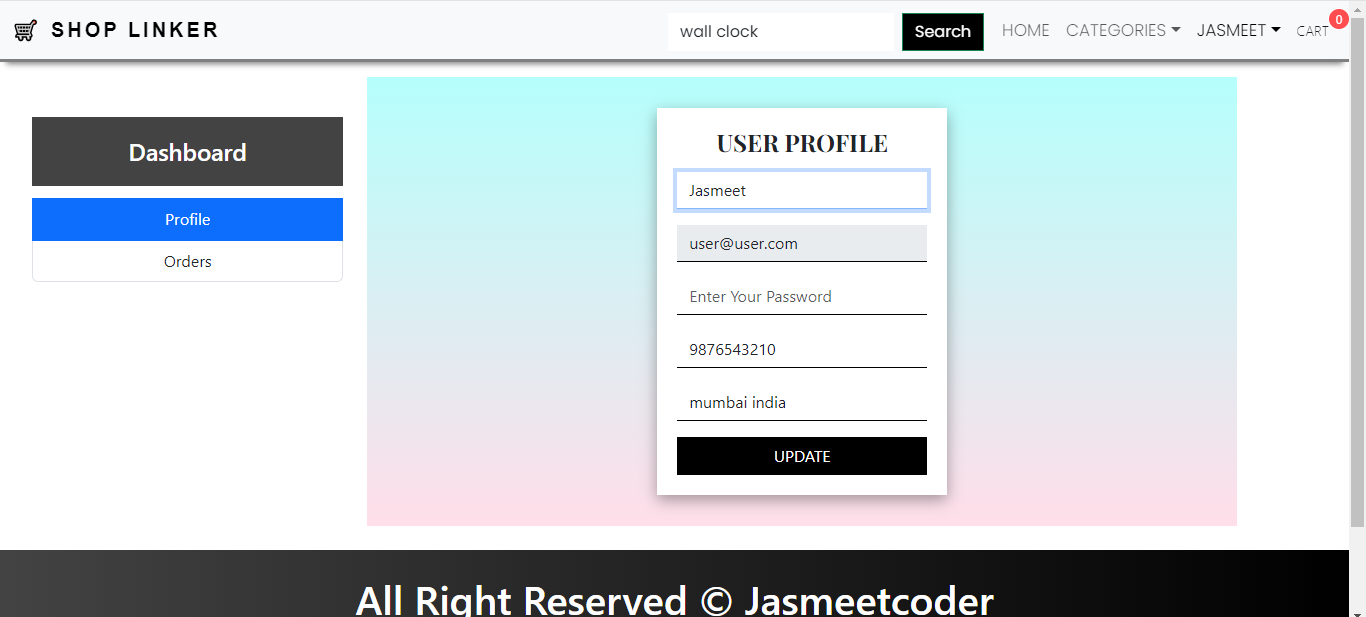 SHOP LINKER
wall clock
Search
HOME
CATEGORIES
JASMEET
CART
0
Dashboard
Profile
Orders
USER PROFILE
Jasmeet
user@user.com
Enter Your Password
9876543210
mumbai india
UPDATE
All Right Reserved © Jasmeetcoder